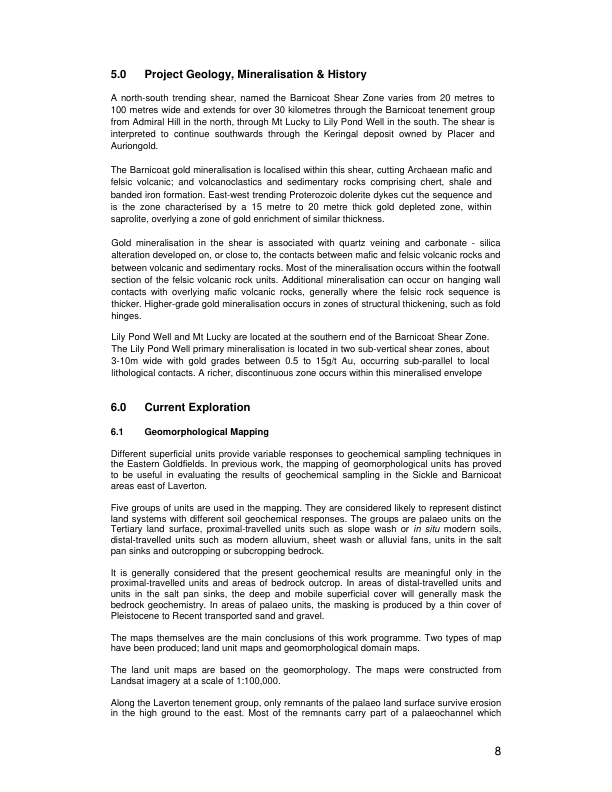 5.0 Project Geology, Mineralisation & History
A north-south trending shear, named the Barnicoat Shear Zone varies from 20 metres to
100 metres wide and extends for over 30 kilometres through the Barnicoat tenement group
from Admiral Hill in the north, through Mt Lucky to Lily Pond Well in the south. The shear is
interpreted to continue southwards through the Keringal deposit owned by Placer and
Auriongold.
The Barnicoat gold mineralisation is localised within this shear, cutting Archaean mafic and
felsic volcanic; and volcanoclastics and sedimentary rocks comprising chert, shale and
banded iron formation. East-west trending Proterozoic dolerite dykes cut the sequence and
is the zone characterised by a 15 metre to 20 metre thick gold depleted zone, within
saprolite, overlying a zone of gold enrichment of similar thickness.
Gold mineralisation in the shear is associated with quartz veining and carbonate - silica
alteration developed on, or close to, the contacts between mafic and felsic volcanic rocks and
between volcanic and sedimentary rocks. Most of the mineralisation occurs within the footwall
section of the felsic volcanic rock units. Additional mineralisation can occur on hanging wall
contacts with overlying mafic volcanic rocks, generally where the felsic rock sequence is
thicker. Higher-grade gold mineralisation occurs in zones of structural thickening, such as fold
hinges.
Lily Pond Well and Mt Lucky are located at the southern end of the Barnicoat Shear Zone.
The Lily Pond Well primary mineralisation is located in two sub-vertical shear zones, about
3-10m wide with gold grades between 0.5 to 15g/t Au, occurring sub-parallel to local
lithological contacts. A richer, discontinuous zone occurs within this mineralised envelope
6.0 Current Exploration
6.1 Geomorphological Mapping
Different superficial units provide variable responses to geochemical sampling techniques in
the Eastern Goldfields. In previous work, the mapping of geomorphological units has proved
to be useful in evaluating the results of geochemical sampling in the Sickle and Barnicoat
areas east of Laverton.
Five groups of units are used in the mapping. They are considered likely to represent distinct
land systems with different soil geochemical responses. The groups are palaeo units on the
Tertiary land surface, proximal-travelled units such as slope wash or in situ modern soils,
distal-travelled units such as modern alluvium, sheet wash or alluvial fans, units in the salt
pan sinks and outcropping or subcropping bedrock.
It is generally considered that the present geochemical results are meaningful only in the
proximal-travelled units and areas of bedrock outcrop. In areas of distal-travelled units and
units in the salt pan sinks, the deep and mobile superficial cover will generally mask the
bedrock geochemistry. In areas of palaeo units, the masking is produced by a thin cover of
Pleistocene to Recent transported sand and gravel.
The maps themselves are the main conclusions of this work programme. Two types of map
have been produced; land unit maps and geomorphological domain maps.
The land unit maps are based on the geomorphology. The maps were constructed from
Landsat imagery at a scale of 1:100,000.
Along the Laverton tenement group, only remnants of the palaeo land surface survive erosion
in the high ground to the east. Most of the remnants carry part of a palaeochannel which
8